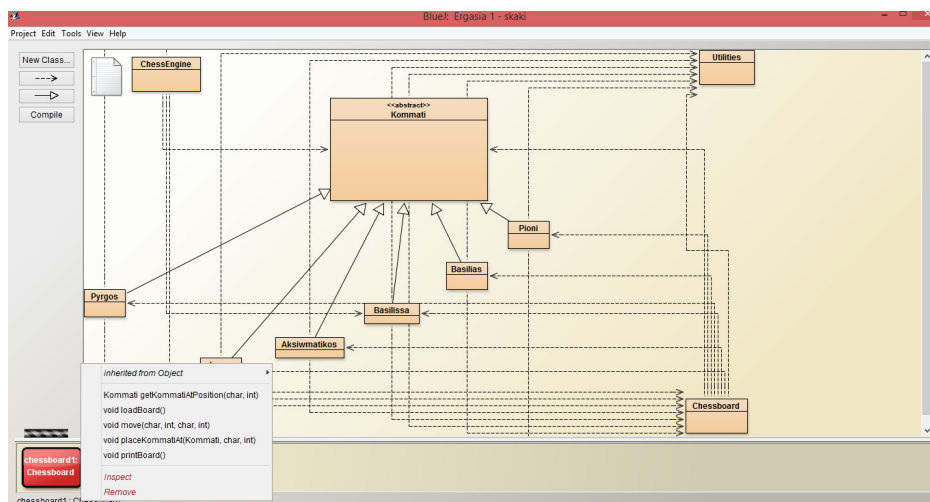 BlueJ: Ergasia 1 - skaki
Project Edit Tools View Help
New Class...
Compile
ChessEngine
Utilities
<<abstract>>
Kommati
Pioni
Basilias
Pyrgos
Basilissa
Aksiwmatikos
Chessboard
Inherited from Object
Kommati getKommatiAtPosition(char, int)
void loadBoard()
void move(char, int, char, int)
void placeKommatiAt(Kommati, char, int)
void printBoard()
Inspect
Remove
chessboard1:
Chessboard